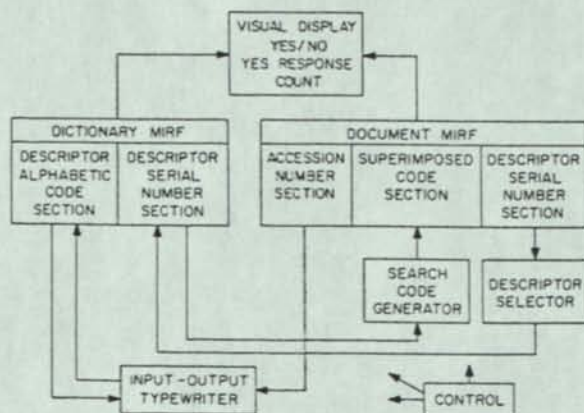 VISUAL DISPLAY
YES/NO
YES RESPONSE
COUNT
DICTIONARY MIRF
DESCRIPTOR
ALPHABETIC
CODE
SECTION
DESCRIPTOR
SERIAL
NUMBER
SECTION
DOCUMENT MIRF
ACCESSION
NUMBER
SECTION
SUPERIMPOSED
CODE
SECTION
DESCRIPTOR
SERIAL
NUMBER
SECTION
SEARCH
CODE
GENERATOR
DESCRIPTOR
SELECTOR
INPUT-OUTPUT
TYPEWRITER
CONTROL